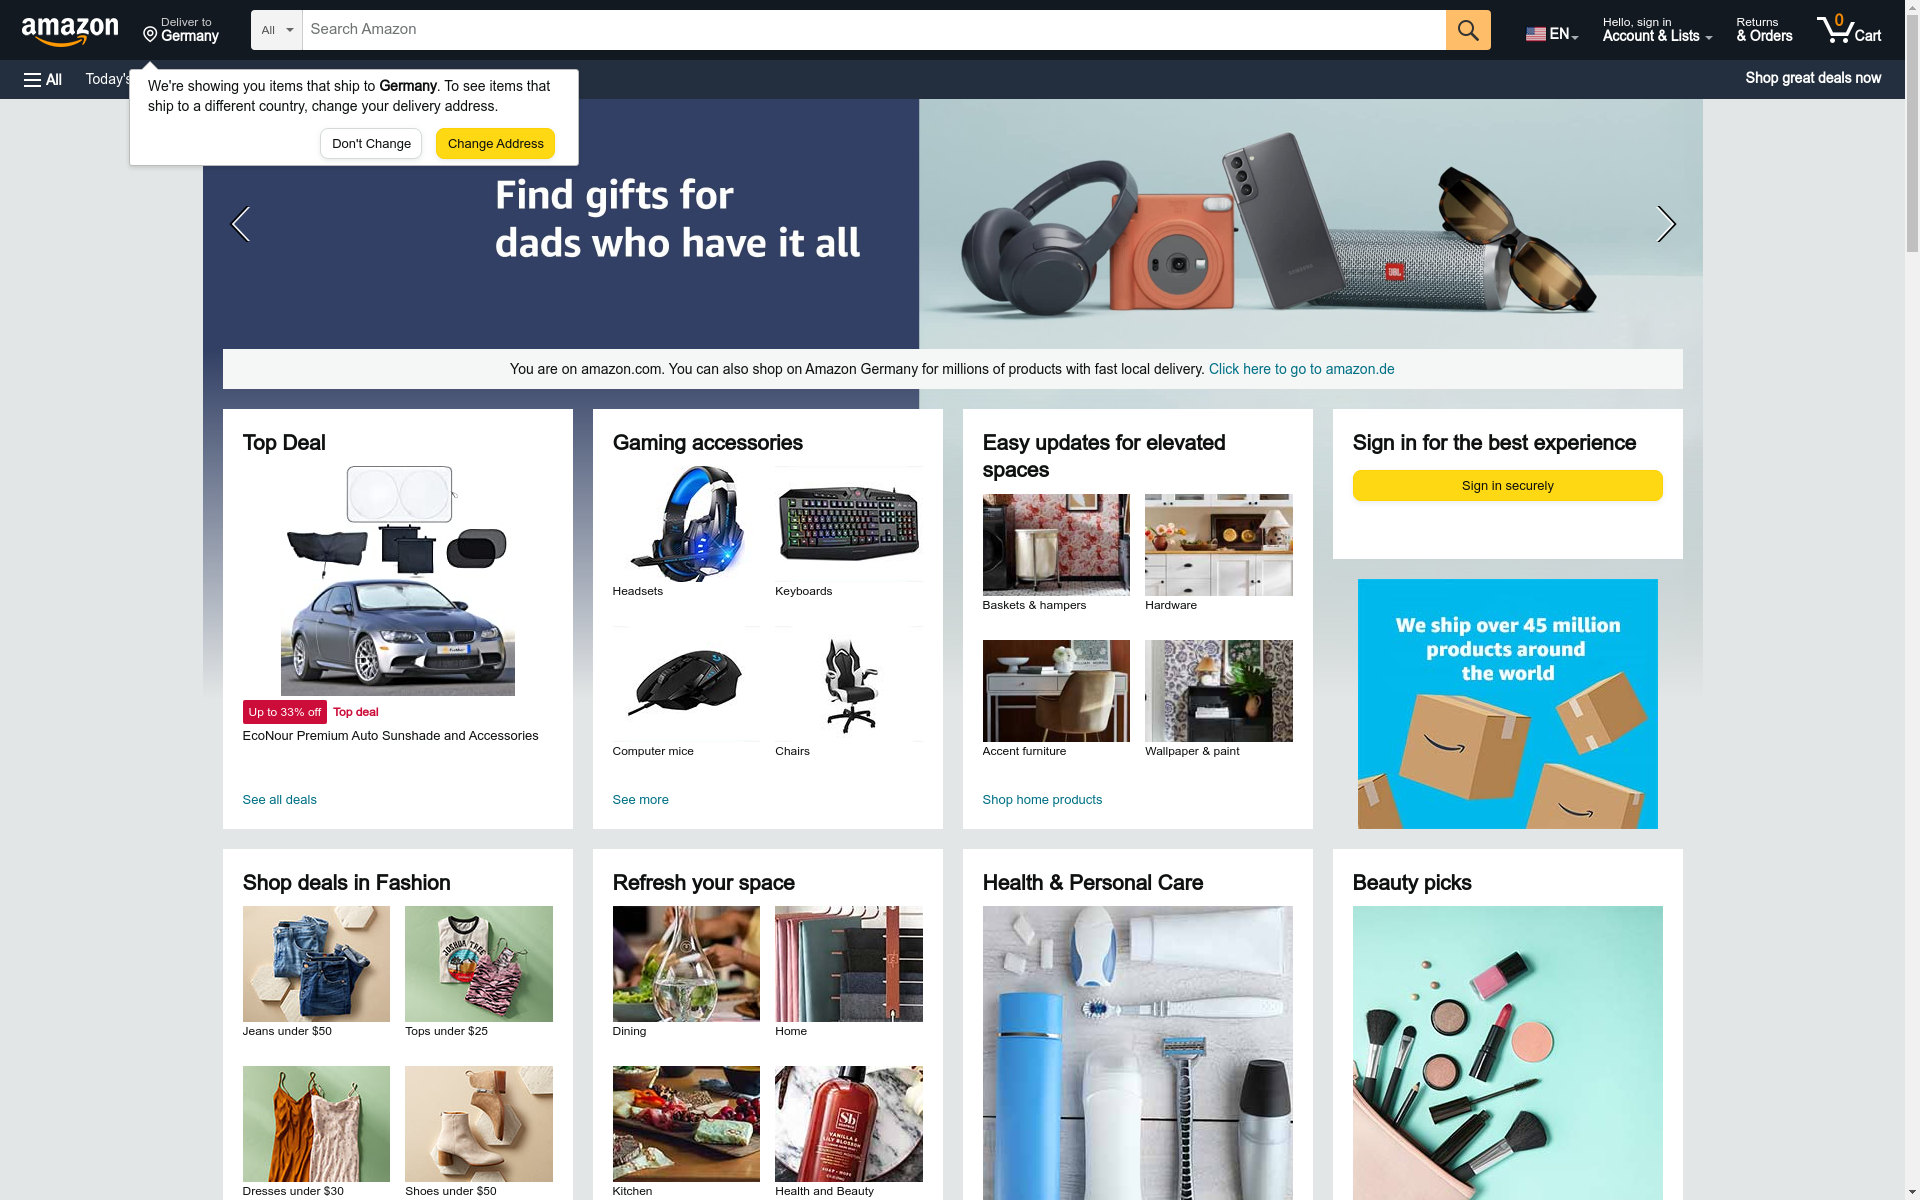 amazon
Deliver to
Germany
All
Search Amazon
EN
Hello, sign in
Account & Lists
Returns
& Orders
0
Cart
All
Today's
Shop great deals now
We're showing you items that ship to Germany. To see items that
ship to a different country, change your delivery address.
Don't Change
Change Address
Find gifts for
dads who have it all
SAMSUNG
JBL
You are on amazon.com. You can also shop on Amazon Germany for millions of products with fast local delivery. Click here to go to amazon.de
Top Deal
Up to 33% off
Top deal
EcoNour Premium Auto Sunshade and Accessories
See all deals
Gaming accessories
Headsets
Keyboards
Computer mice
Chairs
See more
Easy updates for elevated
spaces
Baskets & hampers
Hardware
Accent furniture
Wallpaper & paint
Shop home products
Sign in for the best experience
Sign in securely
We ship over 45 million
products around
the world
Shop deals in Fashion
JOSHUA TREE
Jeans under $50
Tops under $25
Dresses under $30
Shoes under $50
Refresh your space
Dining
Home
Sb
VANILLA &
LILY BLOSSOM
Kitchen
Health and Beauty
Health & Personal Care
Beauty picks